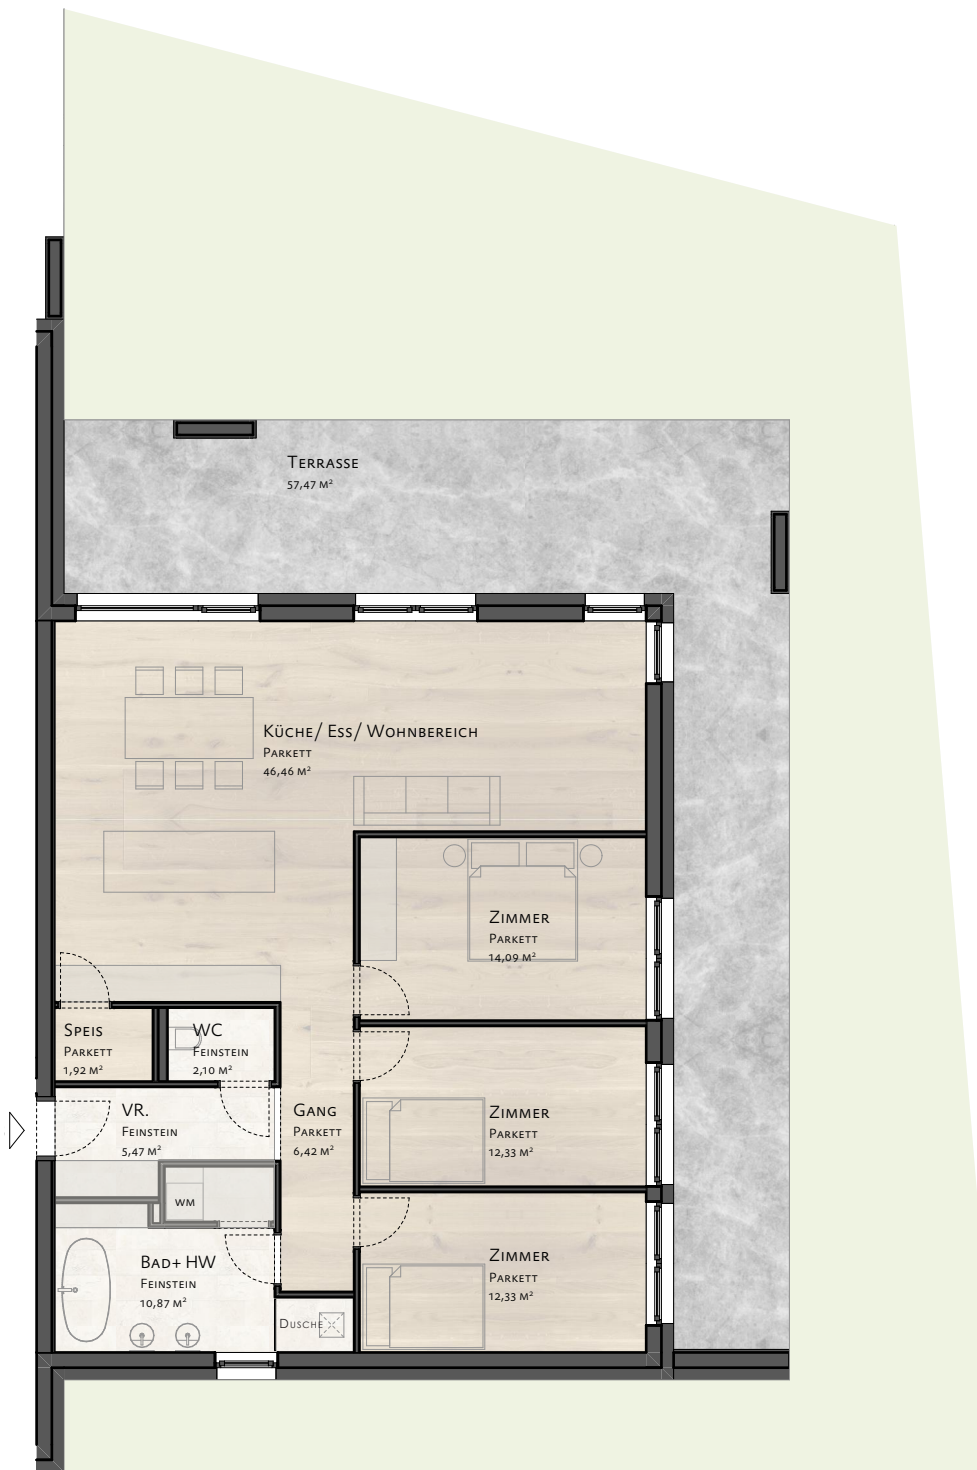 Terrasse
57,47 m²
Küche/ Ess/ Wohnbereich
Parkett
46,46 m²
Zimmer
Parkett
14,09 m²
Speis
Parkett
1,92 m²
WC
Feinstein
2,10 m²
VR.
Feinstein
5,47 m²
Gang
Parkett
6,42 m²
Zimmer
Parkett
12,33 m²
WM
Bad+ HW
Feinstein
10,87 m²
Zimmer
Parkett
12,33 m²
Dusche